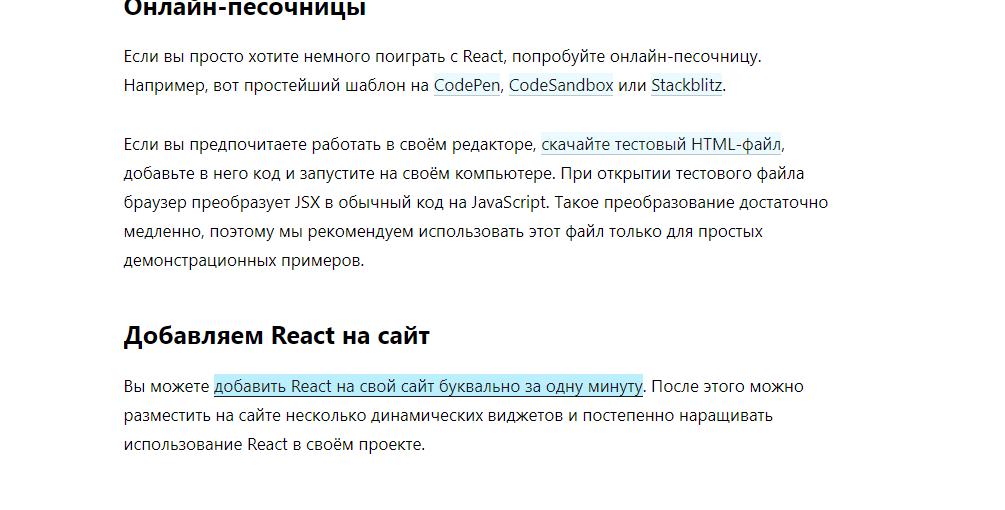 Онлайн-песочницы
Если вы просто хотите немного поиграть с React, попробуйте онлайн-песочницу.
Например, вот простейший шаблон на CodePen, CodeSandbox или Stackblitz.
Если вы предпочитаете работать в своём редакторе, скачайте тестовый HTML-файл,
добавьте в него код и запустите на своём компьютере. При открытии тестового файла
браузер преобразует JSX в обычный код на JavaScript. Такое преобразование достаточно
медленно, поэтому мы рекомендуем использовать этот файл только для простых
демонстрационных примеров.
Добавляем React на сайт
Вы можете добавить React на свой сайт буквально за одну минуту. После этого можно
разместить на сайте несколько динамических виджетов и постепенно наращивать
использование React в своём проекте.